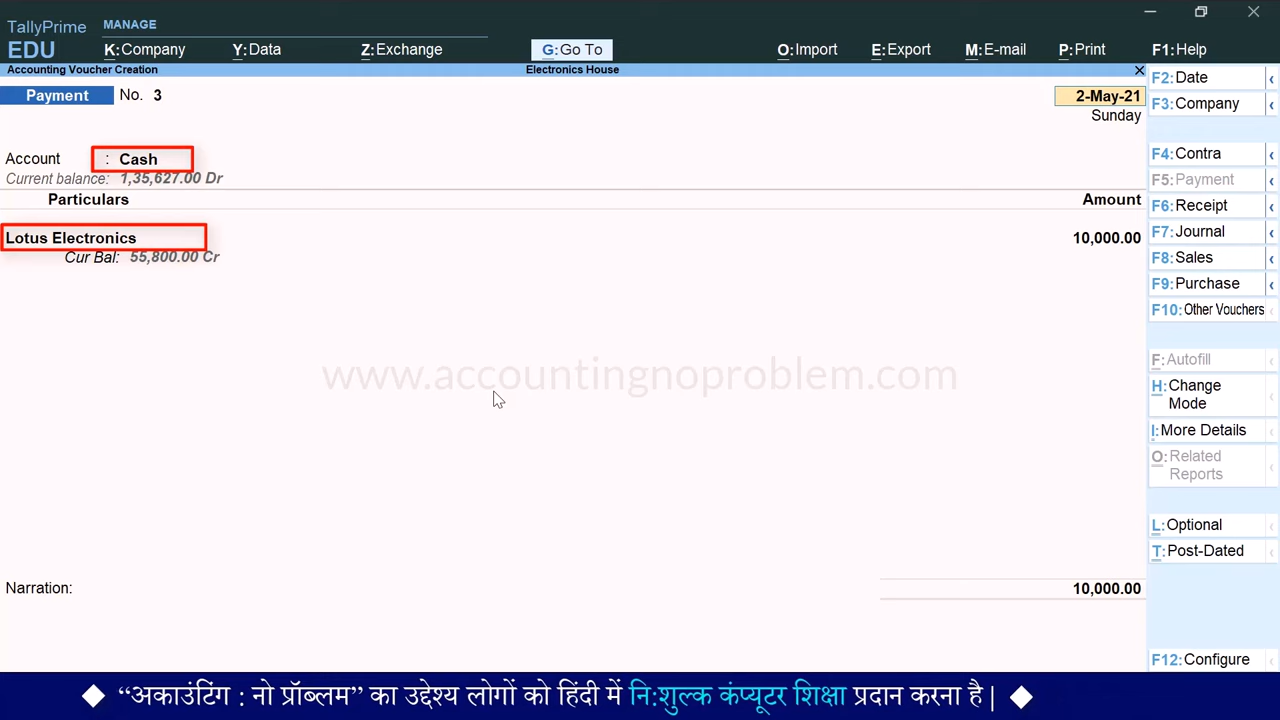 TallyPrime MANAGE
EDU K:Company Y:Data Z:Exchange G:Go To O:Import E:Export M:E-mail P:Print F1:Help
Accounting Voucher Creation Electronics House
Payment No. 3 2-May-21
Sunday
Account : Cash
Current balance: 1,35,627.00 Dr
Particulars Amount
Lotus Electronics 10,000.00
Cur Bal: 55,800.00 Cr
www.accountingnoproblem.com
Narration: 10,000.00
F2:Date
F3:Company
F4:Contra
F5:Payment
F6:Receipt
F7:Journal
F8:Sales
F9:Purchase
F10:Other Vouchers
F:Autofill
H:Change
Mode
I:More Details
O:Related
Reports
L:Optional
T:Post-Dated
F12:Configure
“अकाउंटिंग : नो प्रॉब्लम” का उद्देश्य लोगों को हिंदी में नि:शुल्क कंप्यूटर शिक्षा प्रदान करना है |